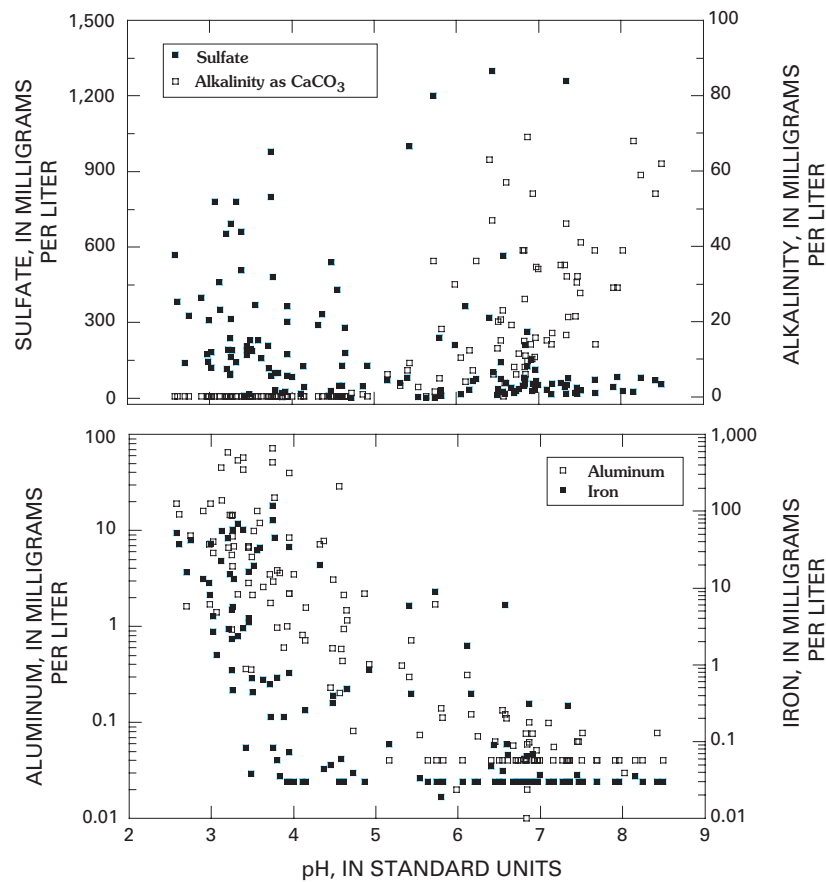 1,500
1,200
900
600
300
0
SULFATE, IN MILLIGRAMS
PER LITER
Sulfate
Alkalinity as CaCO3
100
80
60
40
20
0
ALKALINITY, IN MILLIGRAMS
PER LITER
100
10
1
0.1
0.01
ALUMINUM, IN MILLIGRAMS
PER LITER
Aluminum
Iron
1,000
100
10
1
0.1
0.01
IRON, IN MILLIGRAMS
PER LITER
2 3 4 5 6 7 8 9
pH, IN STANDARD UNITS